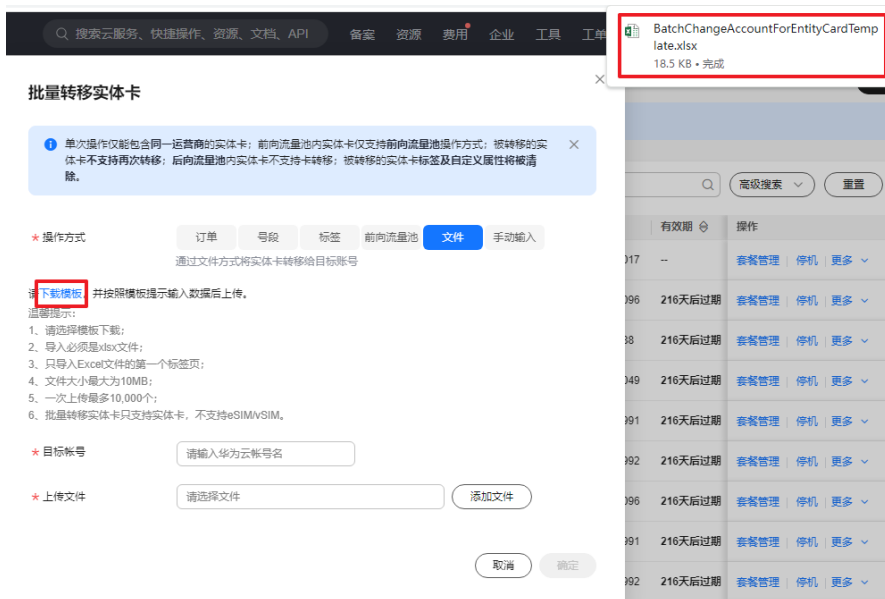 搜索云服务、快捷操作、资源、文档、API
备案 资源 费用 企业 工具 工单
BatchChangeAccountForEntityCardTemp
late.xlsx
18.5 KB • 完成
批量转移实体卡
单次操作仅能包含同一运营商的实体卡；前向流量池内实体卡仅支持前向流量池操作方式；被转移的实
体卡不支持再次转移；后向流量池内实体卡不支持卡转移；被转移的实体卡标签及自定义属性将被清
除。
* 操作方式 订单 号段 标签 前向流量池 文件 手动输入
通过文件方式将实体卡转移给目标账号
请下载模板，并按照模板提示输入数据后上传。
温馨提示：
1、请选择模板下载；
2、导入必须是xlsx文件；
3、只导入Excel文件的第一个标签页；
4、文件大小最大为10MB；
5、一次上传最多10,000个；
6、批量转移实体卡只支持实体卡，不支持eSIM/vSIM。
* 目标帐号 请输入华为云帐号名
* 上传文件 请选择文件 添加文件
取消 确定
高级搜索 重置
有效期 操作
017 -- 套餐管理 停机 更多
096 216天后过期 套餐管理 停机 更多
38 216天后过期 套餐管理 停机 更多
049 216天后过期 套餐管理 停机 更多
991 216天后过期 套餐管理 停机 更多
992 216天后过期 套餐管理 停机 更多
096 216天后过期 套餐管理 停机 更多
991 216天后过期 套餐管理 停机 更多
992 216天后过期 套餐管理 停机 更多